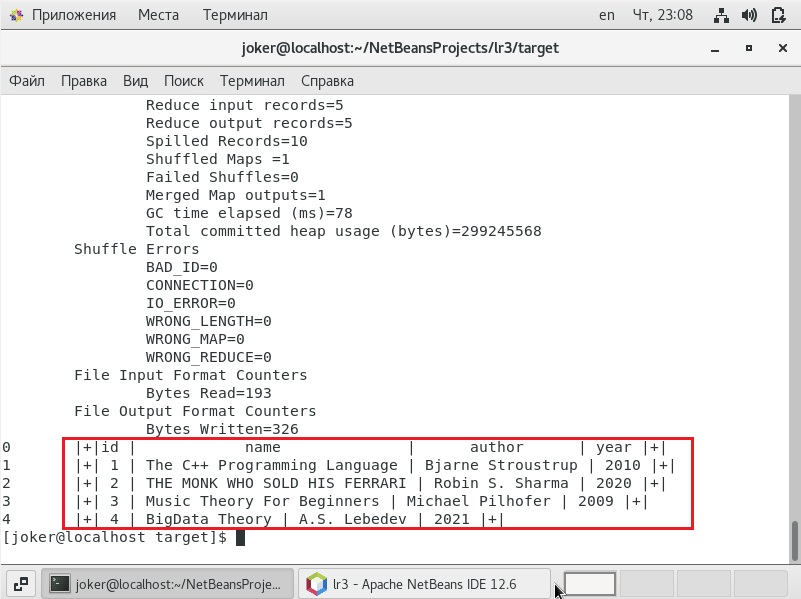 Приложения Места Терминал en Чт, 23:08
joker@localhost:~/NetBeansProjects/lr3/target
Файл Правка Вид Поиск Терминал Справка
Reduce input records=5
Reduce output records=5
Spilled Records=10
Shuffled Maps =1
Failed Shuffles=0
Merged Map outputs=1
GC time elapsed (ms)=78
Total committed heap usage (bytes)=299245568
Shuffle Errors
BAD_ID=0
CONNECTION=0
IO_ERROR=0
WRONG_LENGTH=0
WRONG_MAP=0
WRONG_REDUCE=0
File Input Format Counters
Bytes Read=193
File Output Format Counters
Bytes Written=326
0 |+|id | name | author | year |+|
1 |+| 1 | The C++ Programming Language | Bjarne Stroustrup | 2010 |+|
2 |+| 2 | THE MONK WHO SOLD HIS FERRARI | Robin S. Sharma | 2020 |+|
3 |+| 3 | Music Theory For Beginners | Michael Pilhofer | 2009 |+|
4 |+| 4 | BigData Theory | A.S. Lebedev | 2021 |+|
[joker@localhost target]$
joker@localhost:~/NetBeansProje... lr3 - Apache NetBeans IDE 12.6